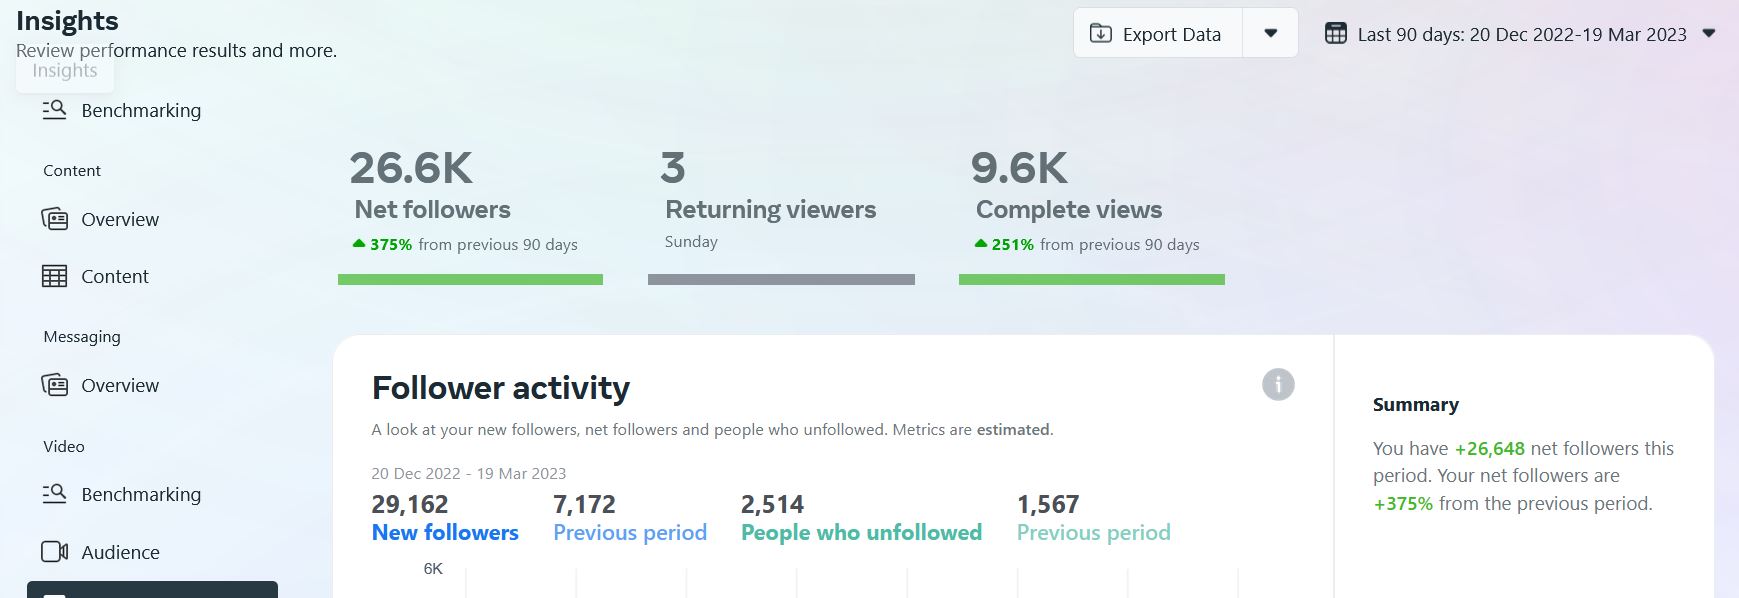 Insights
Review performance results and more.
Insights
Export Data
Last 90 days: 20 Dec 2022-19 Mar 2023
Benchmarking
Content
Overview
Content
Messaging
Overview
Video
Benchmarking
Audience
26.6K
Net followers
375% from previous 90 days
3
Returning viewers
Sunday
9.6K
Complete views
251% from previous 90 days
Follower activity
A look at your new followers, net followers and people who unfollowed. Metrics are estimated.
20 Dec 2022 - 19 Mar 2023
29,162 7,172 2,514 1,567
New followers Previous period People who unfollowed Previous period
6K
Summary
You have +26,648 net followers this
period. Your net followers are
+375% from the previous period.